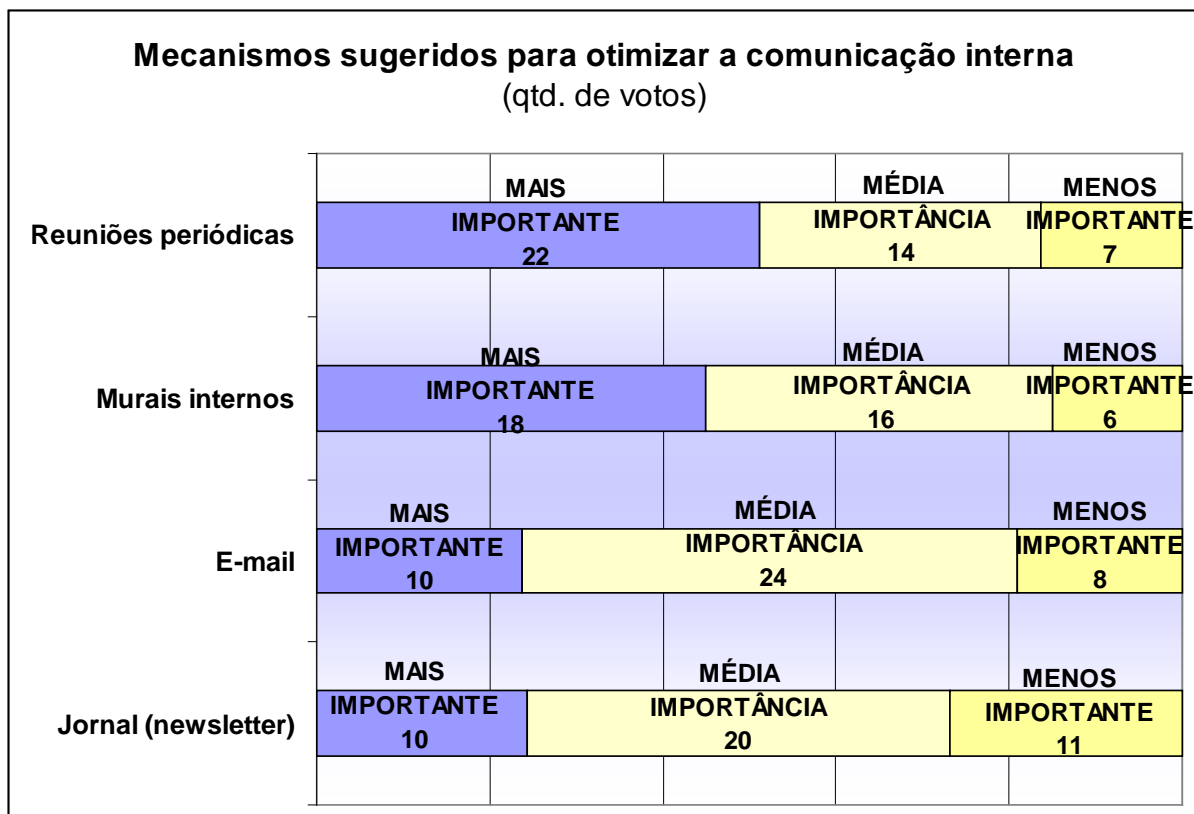 Mecanismos sugeridos para otimizar a comunicação interna
(qtd. de votos)
MAIS MÉDIA MENOS
Reuniões periódicas IMPORTANTE IMPORTÂNCIA IMPORTANTE
22 14 7
MAIS MÉDIA MENOS
Murais internos IMPORTANTE IMPORTÂNCIA IMPORTANTE
18 16 6
MAIS MÉDIA MENOS
E-mail IMPORTANTE IMPORTÂNCIA IMPORTANTE
10 24 8
MAIS MÉDIA MENOS
Jornal (newsletter) IMPORTANTE IMPORTÂNCIA IMPORTANTE
10 20 11